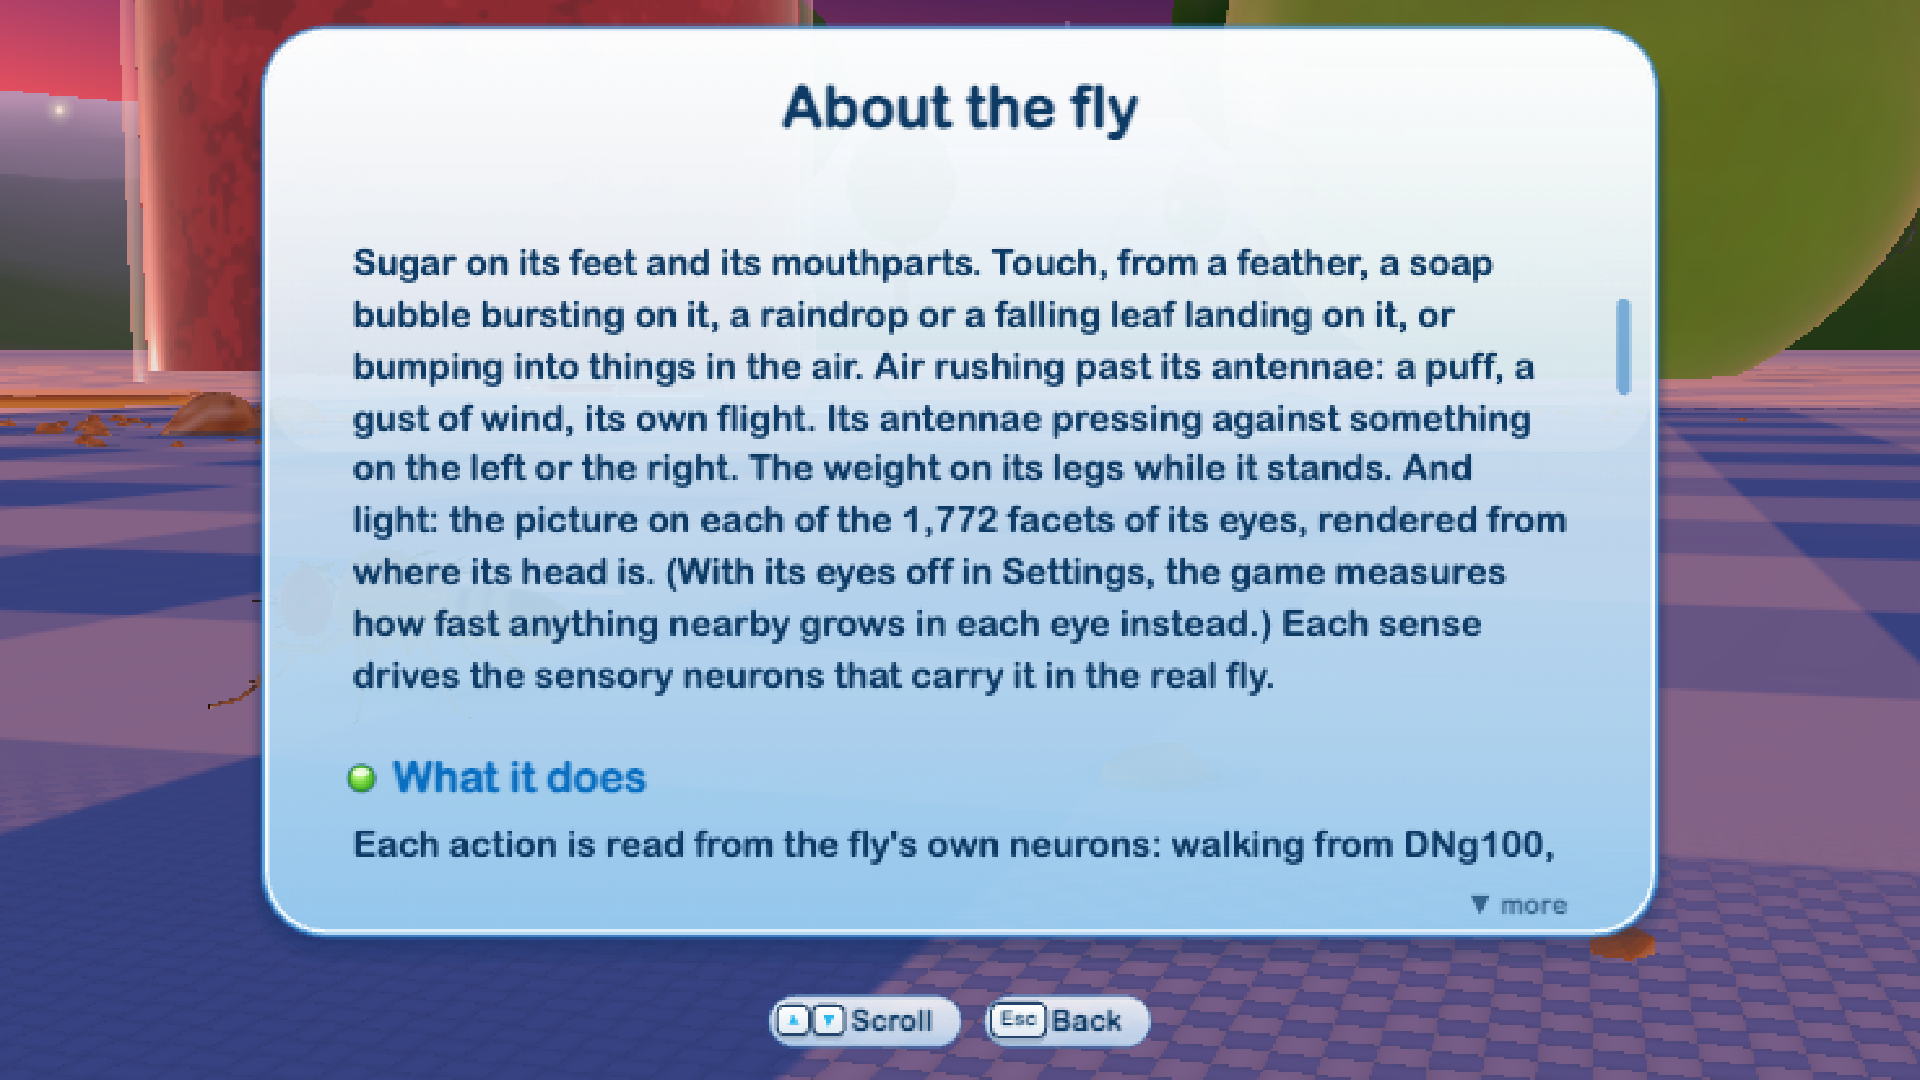 About the fly
Sugar on its feet and its mouthparts. Touch, from a feather, a soap
bubble bursting on it, a raindrop or a falling leaf landing on it, or
bumping into things in the air. Air rushing past its antennae: a puff, a
gust of wind, its own flight. Its antennae pressing against something
on the left or the right. The weight on its legs while it stands. And
light: the picture on each of the 1,772 facets of its eyes, rendered from
where its head is. (With its eyes off in Settings, the game measures
how fast anything nearby grows in each eye instead.) Each sense
drives the sensory neurons that carry it in the real fly.
What it does
Each action is read from the fly's own neurons: walking from DNg100,
▼ more
▲ ▼ Scroll
Esc Back